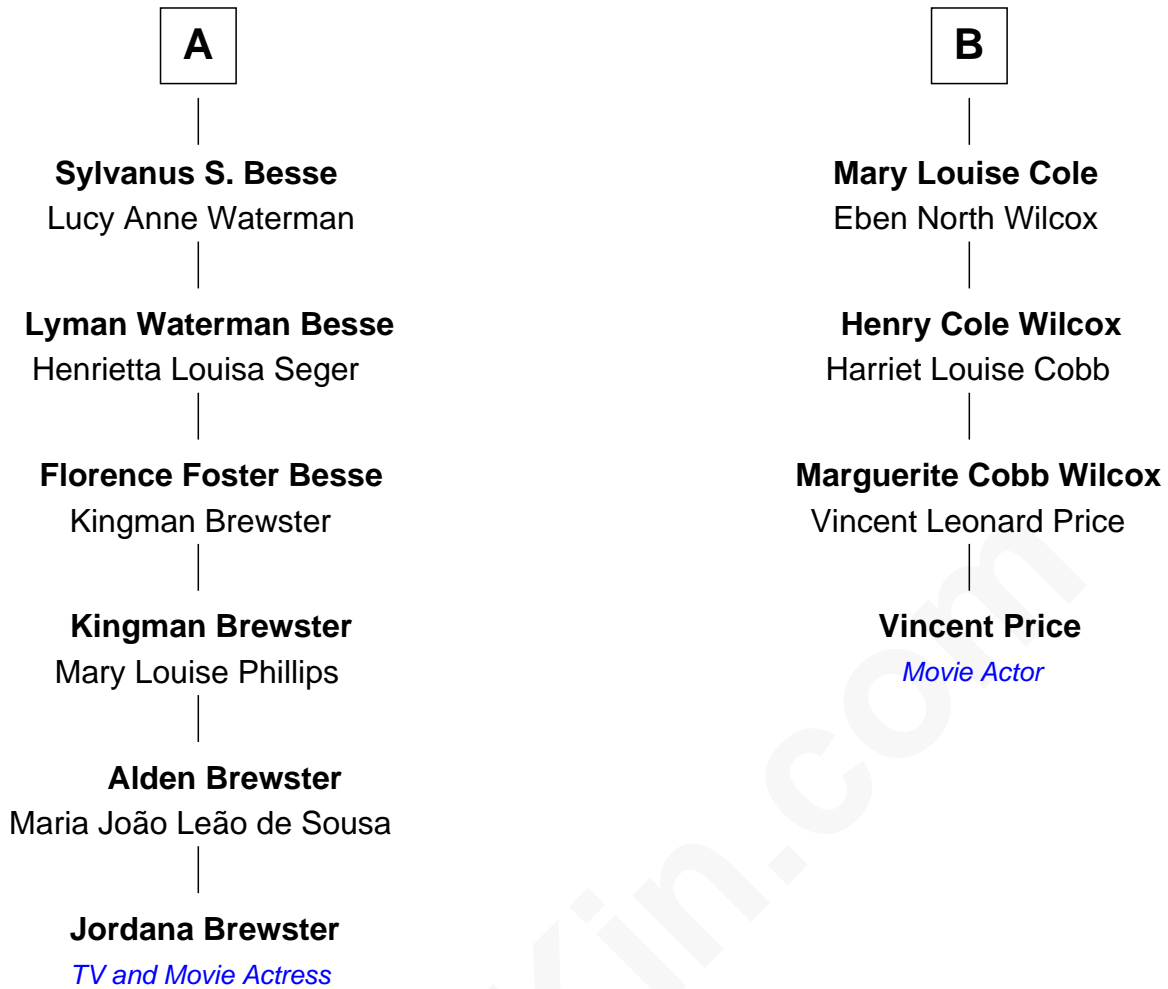 A
Sylvanus S. Besse
Lucy Anne Waterman
Lyman Waterman Besse
Henrietta Louisa Seger
Florence Foster Besse
Kingman Brewster
Kingman Brewster
Mary Louise Phillips
Alden Brewster
Maria João Leão de Sousa
Jordana Brewster
TV and Movie Actress
B
Mary Louise Cole
Eben North Wilcox
Henry Cole Wilcox
Harriet Louise Cobb
Marguerite Cobb Wilcox
Vincent Leonard Price
Vincent Price
Movie Actor
Kin.com